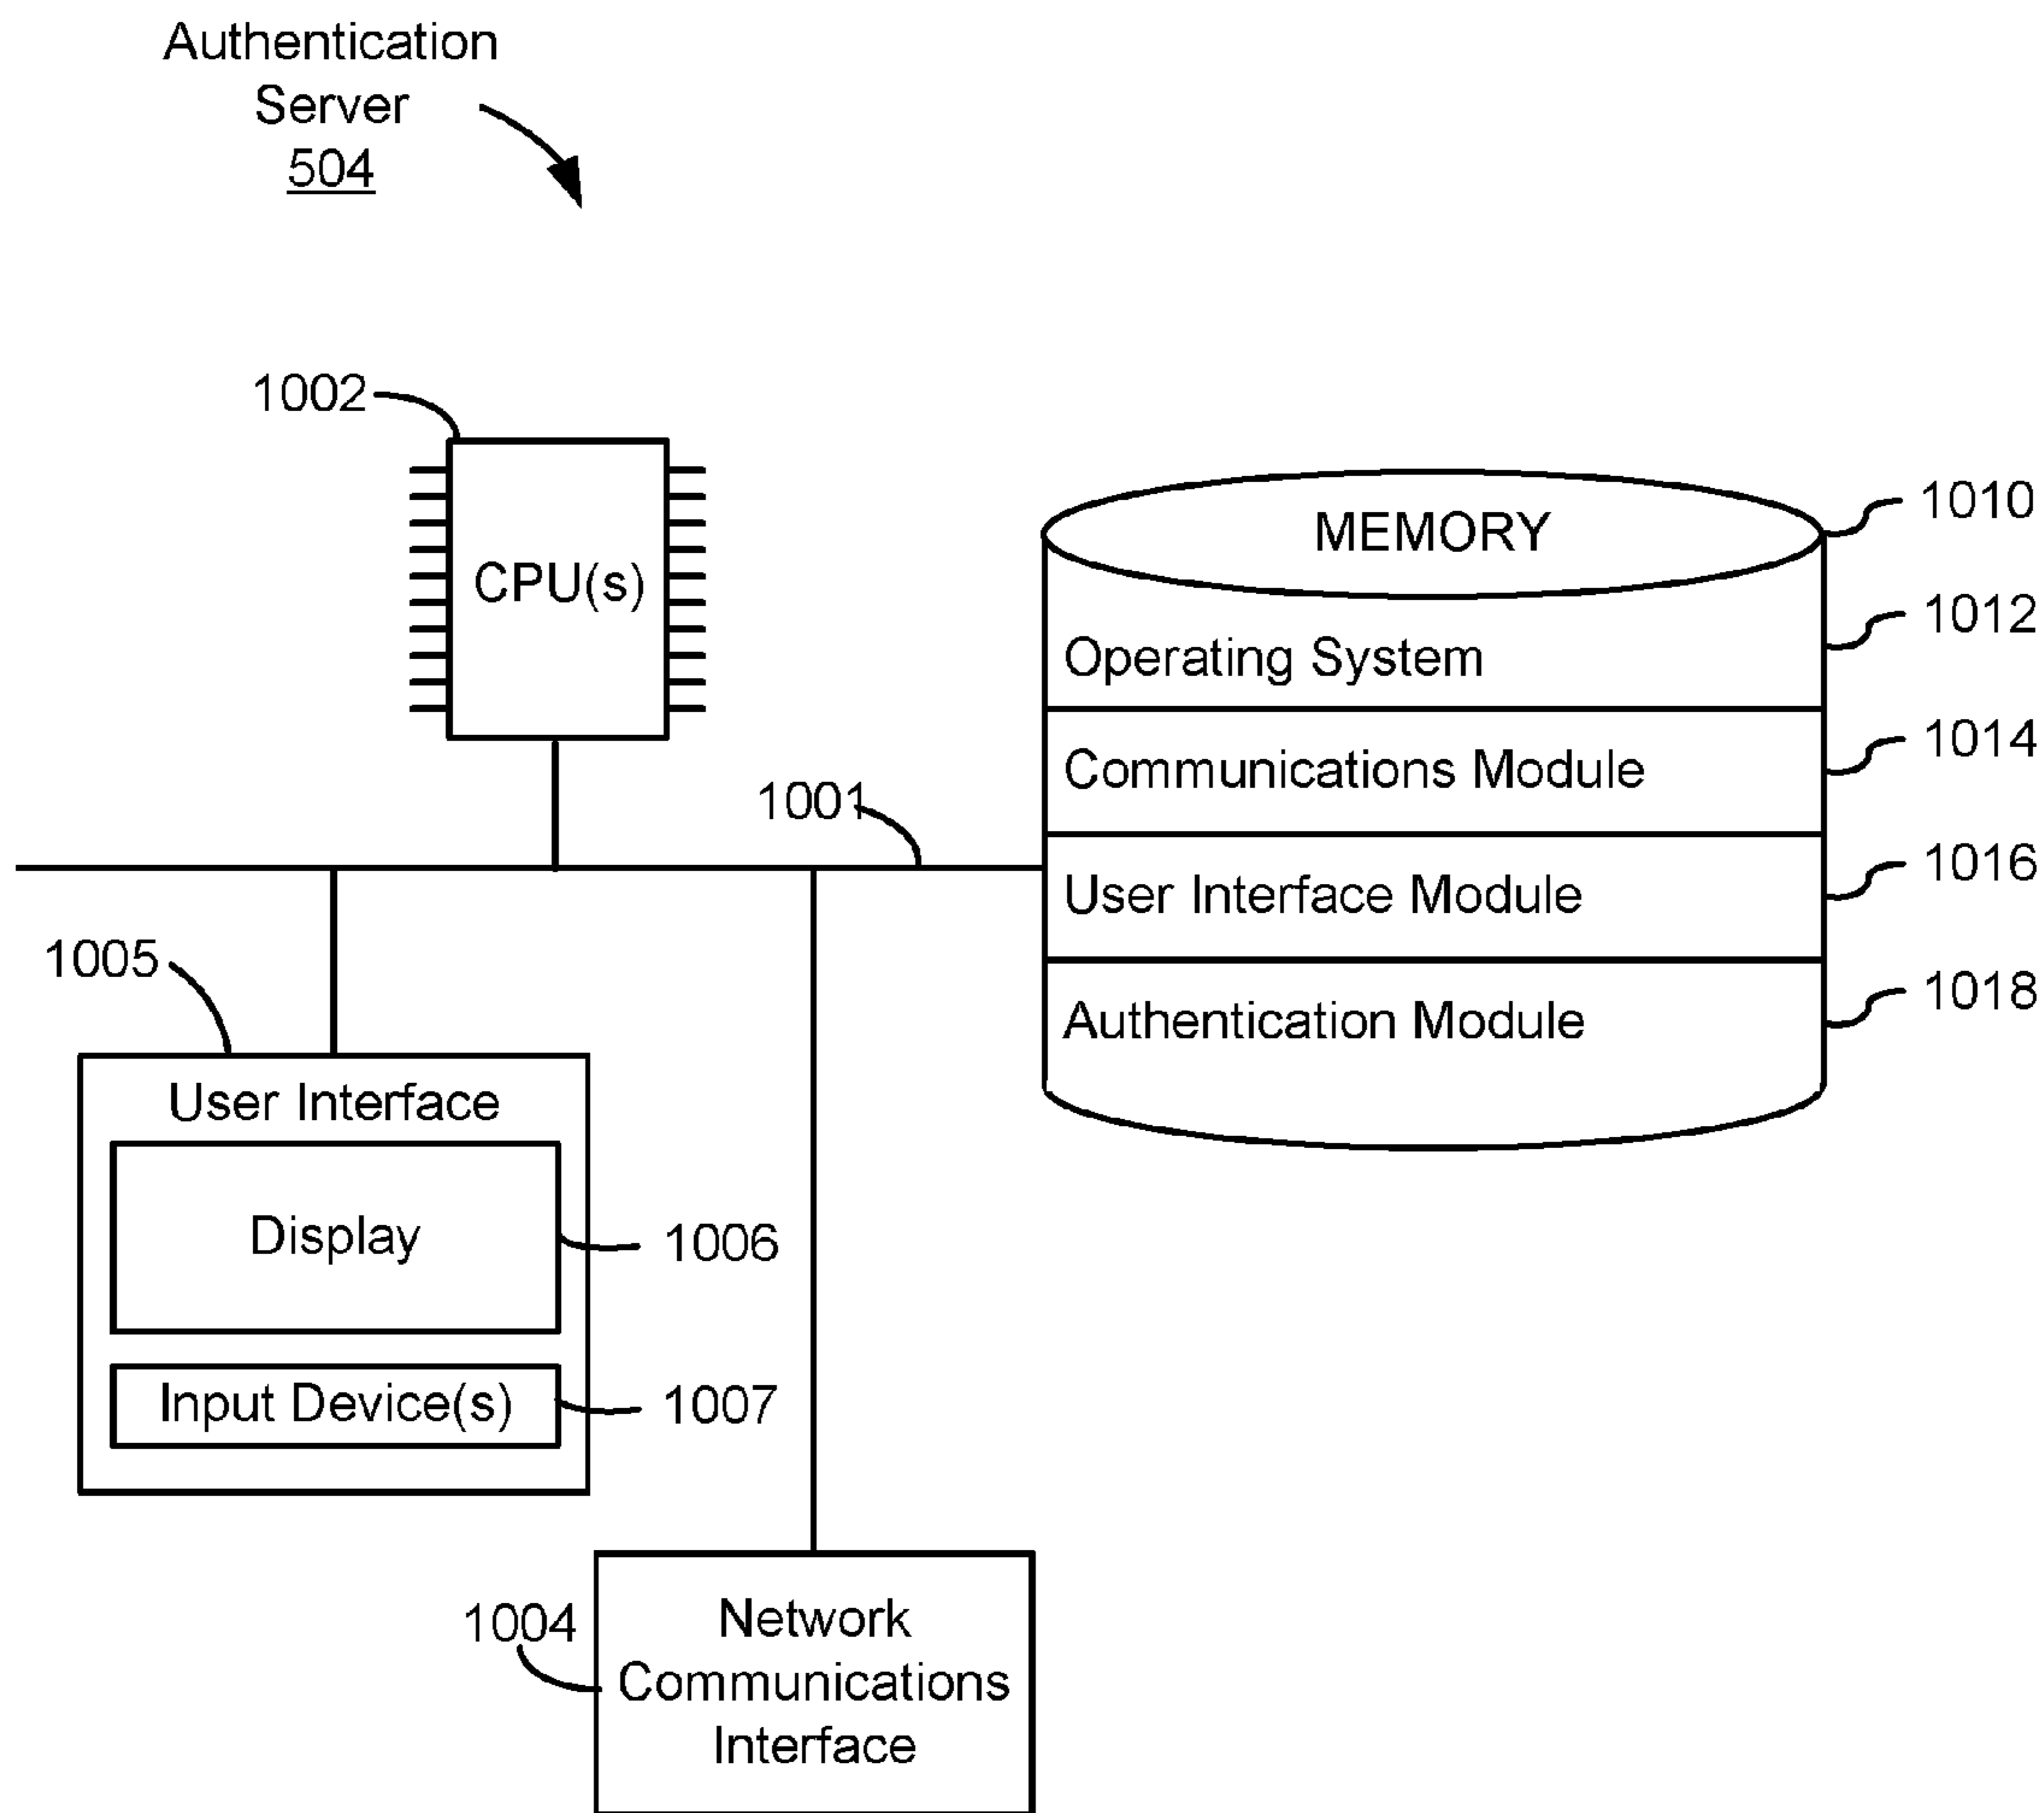 Authentication
Server
504
1002
CPU(s)
MEMORY
1010
1012
Operating System
1014
Communications Module
1001
1016
User Interface Module
1005
1018
Authentication Module
User Interface
Display
1006
Input Device(s)
1007
1004
Network
Communications
Interface